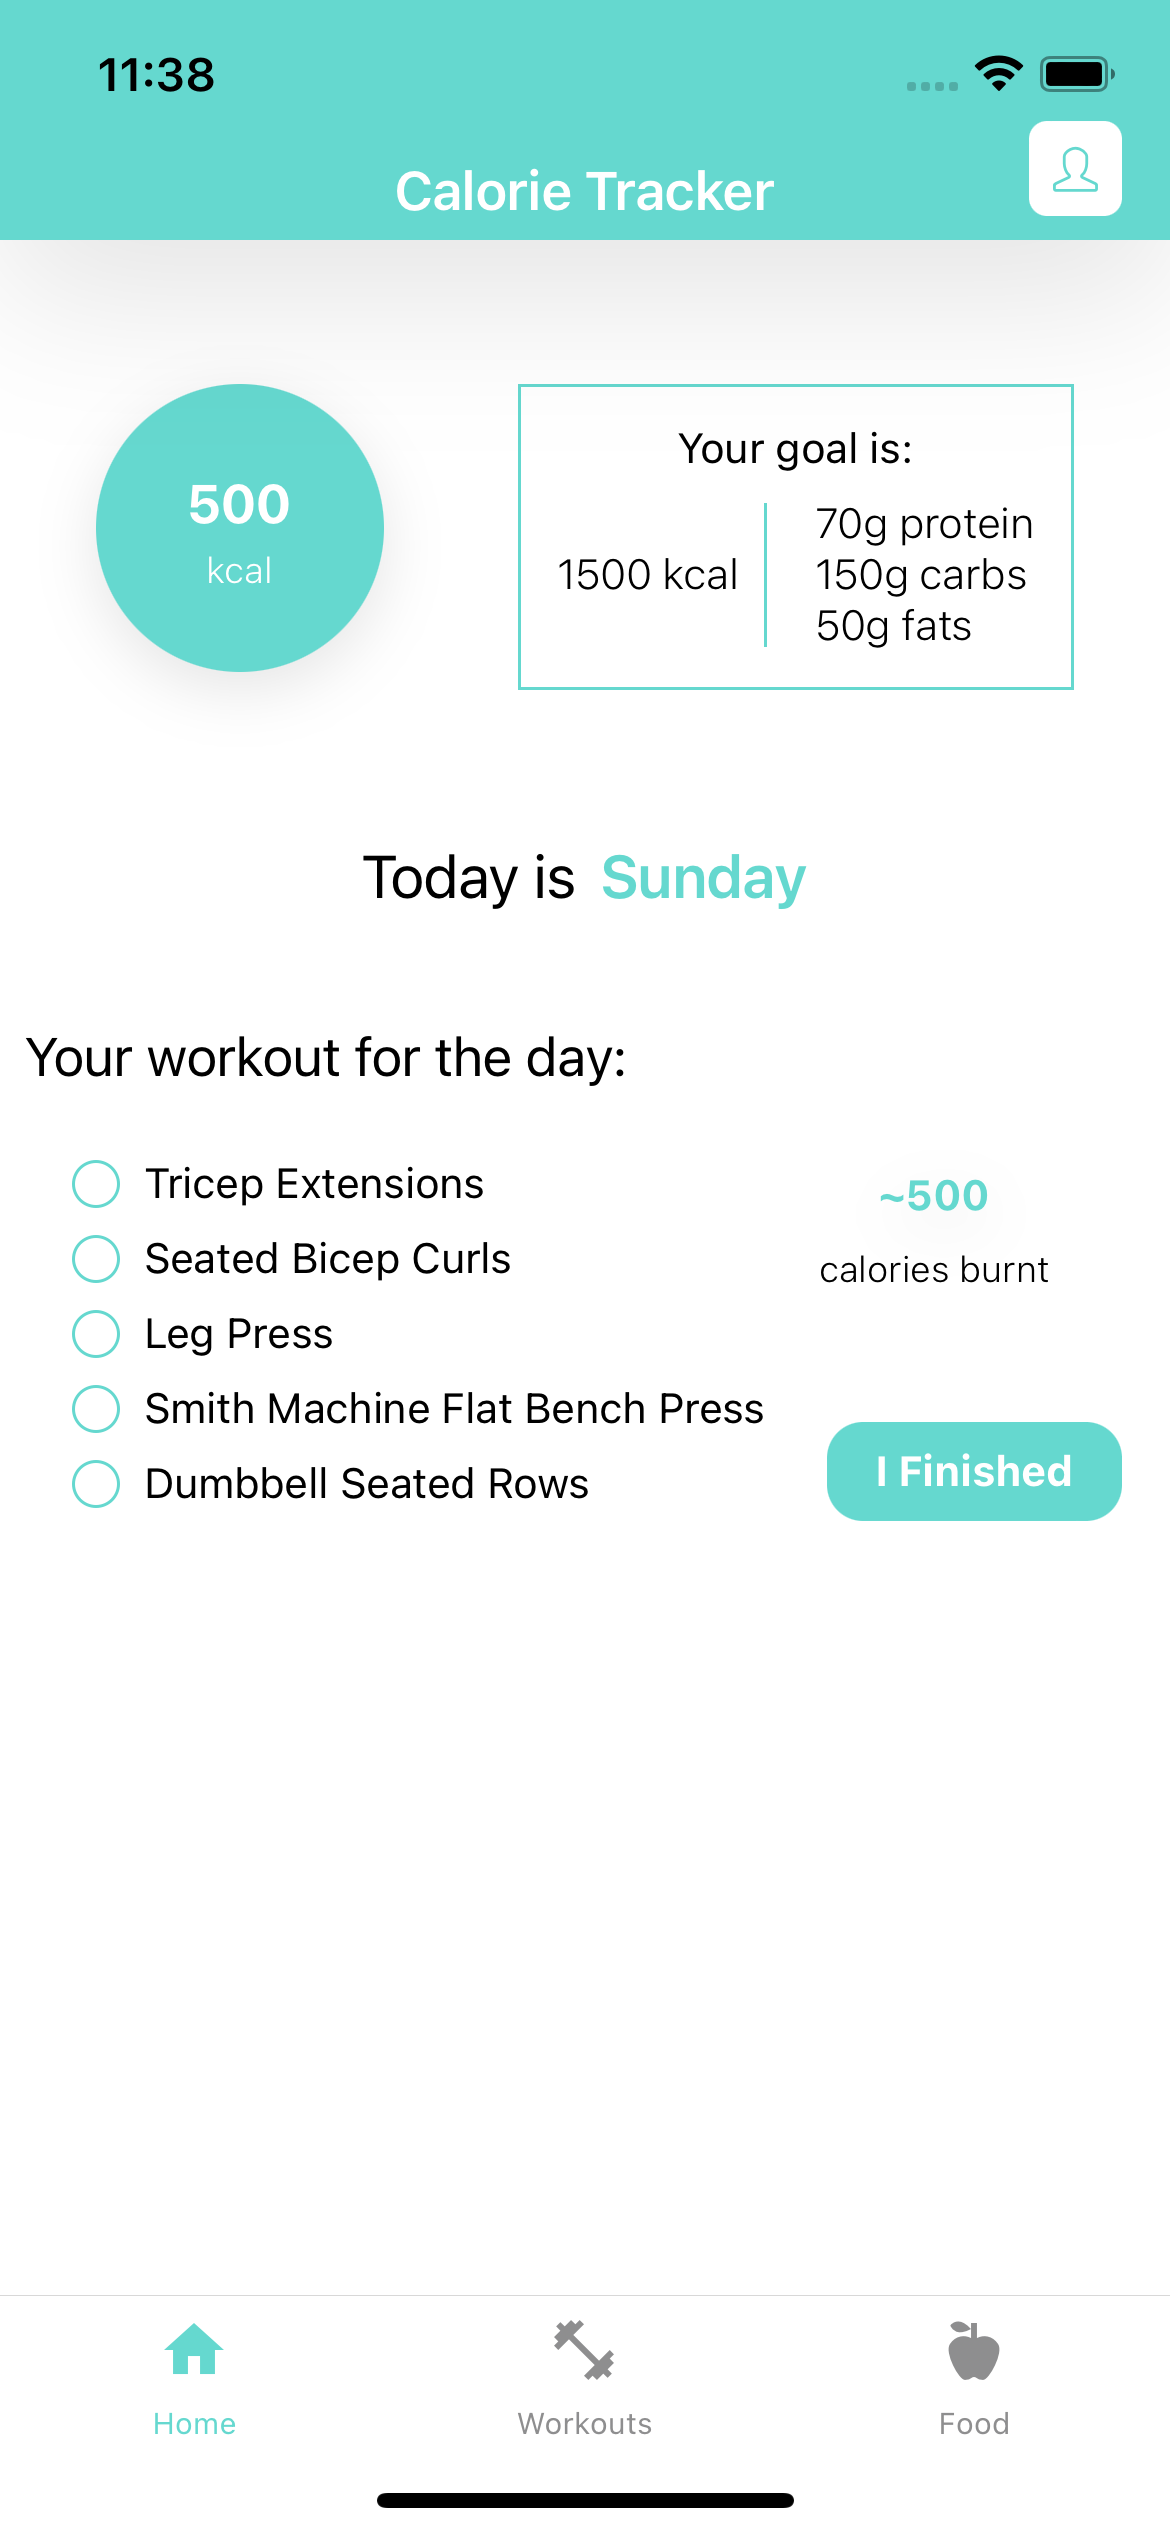 11:38
Calorie Tracker
500
kcal
Your goal is:
1500 kcal
70g protein
150g carbs
50g fats
Today is Sunday
Your workout for the day:
Tricep Extensions
Seated Bicep Curls
Leg Press
Smith Machine Flat Bench Press
Dumbbell Seated Rows
~500
calories burnt
I Finished
Home
Workouts
Food